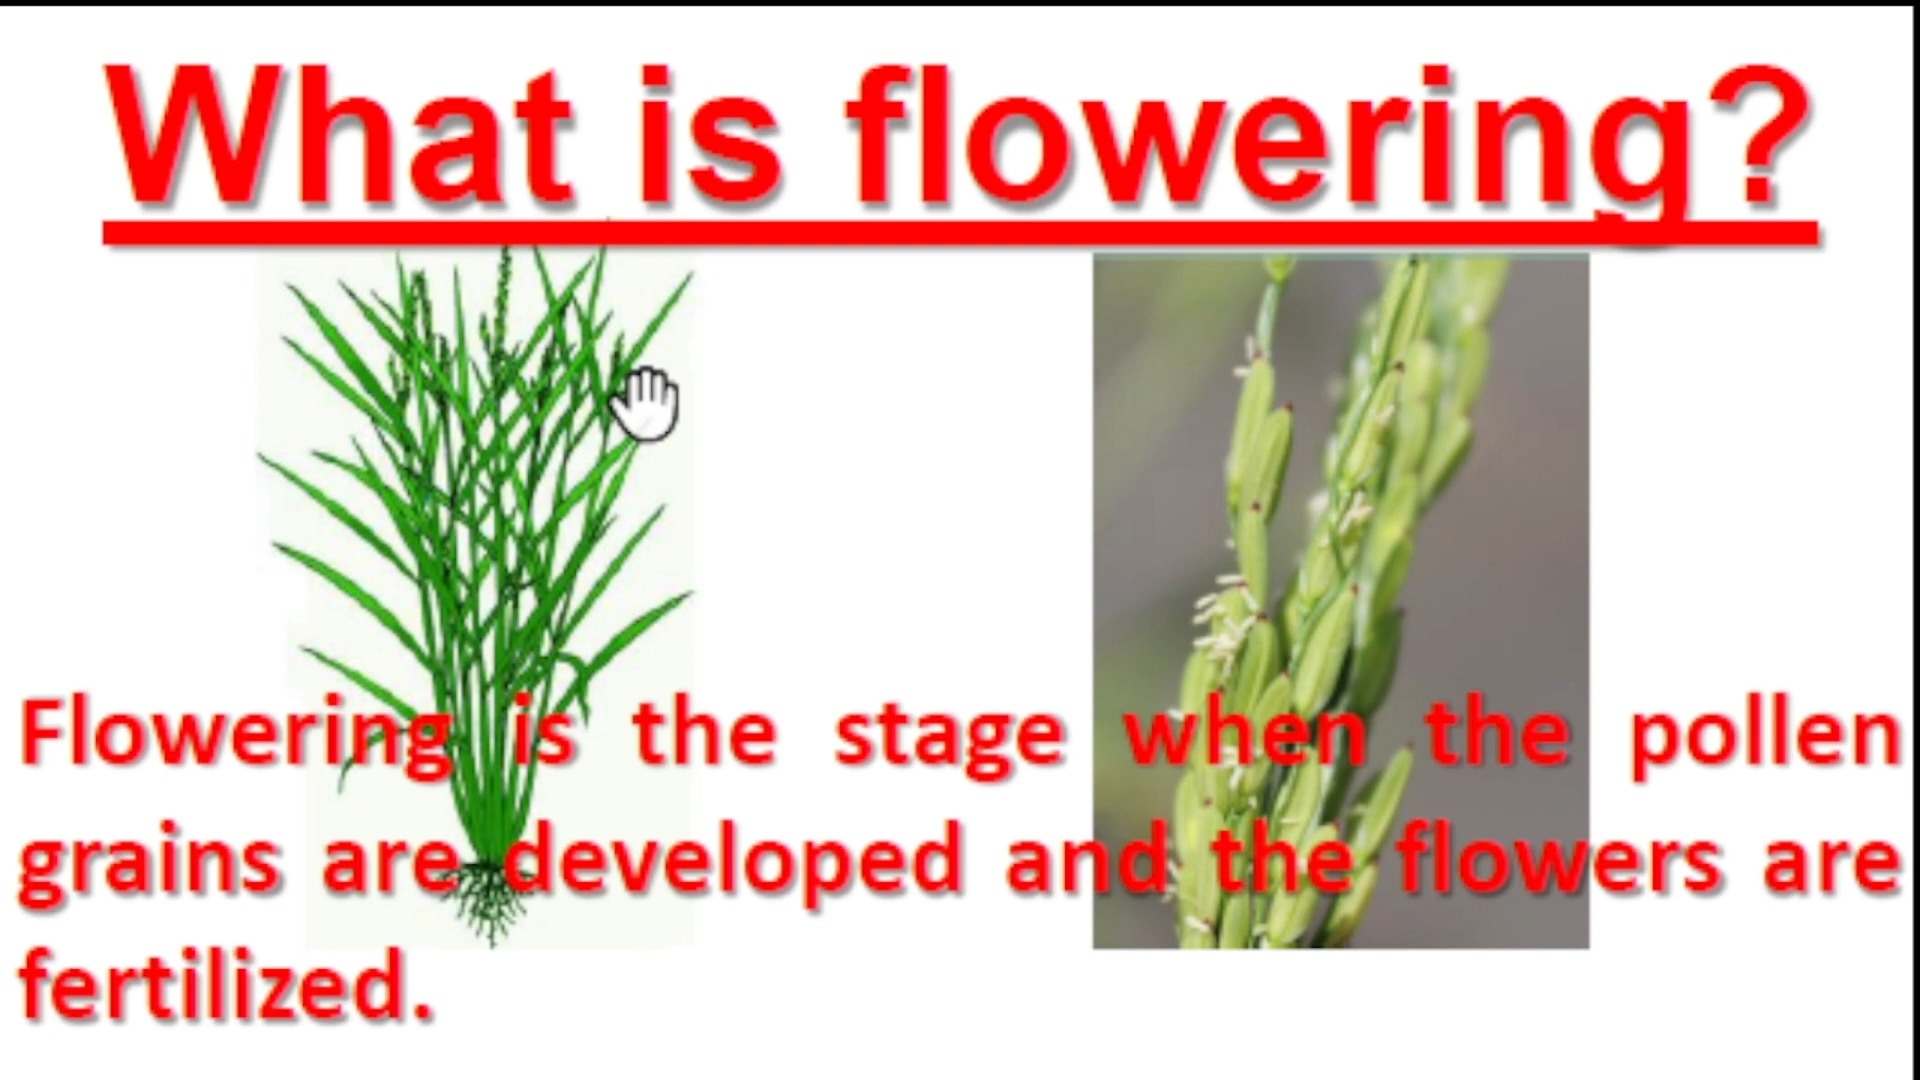 What is flowering?
Flowering is the stage when the pollen
grains are developed and the flowers are
fertilized.